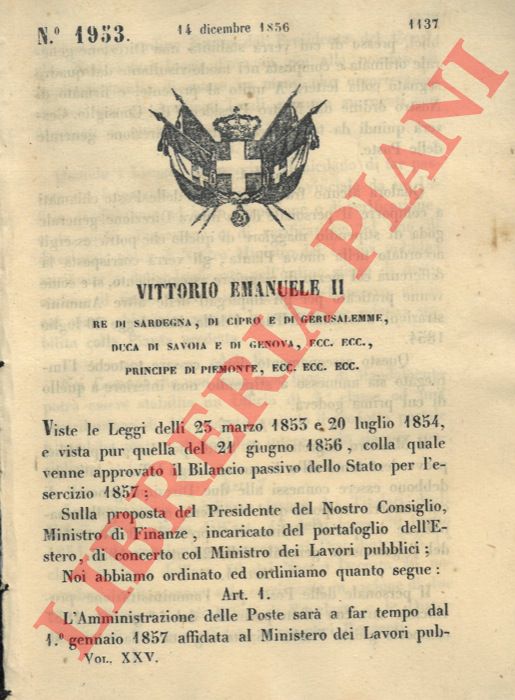 N.º 1953.
14 dicembre 1856
1137
VITTORIO EMANUELE II
RE DI SARDEGNA, DI CIPRO E DI GERUSALEMME,
DUCA DI SAVOIA E DI GENOVA, ECC. ECC.,
PRINCIPE DI PIEMONTE, ECC. ECC. ECC.
Viste le Leggi delli 23 marzo 1853 e 20 luglio 1854,
e vista pur quella del 21 giugno 1856, colla quale
venne approvato il Bilancio passivo dello Stato per l'e-
sercizio 1857:
Sulla proposta del Presidente del Nostro Consiglio,
Ministro di Finanze, incaricato del portafoglio dell'E-
stero, di concerto col Ministro dei Lavori pubblici;
Noi abbiamo ordinato ed ordiniamo quanto segue:
Art. 1.
L'Amministrazione delle Poste sarà a far tempo dal
1.º gennaio 1857 affidata al Ministero dei Lavori pub-
Vol. XXV.
LIBRERIA PIANI